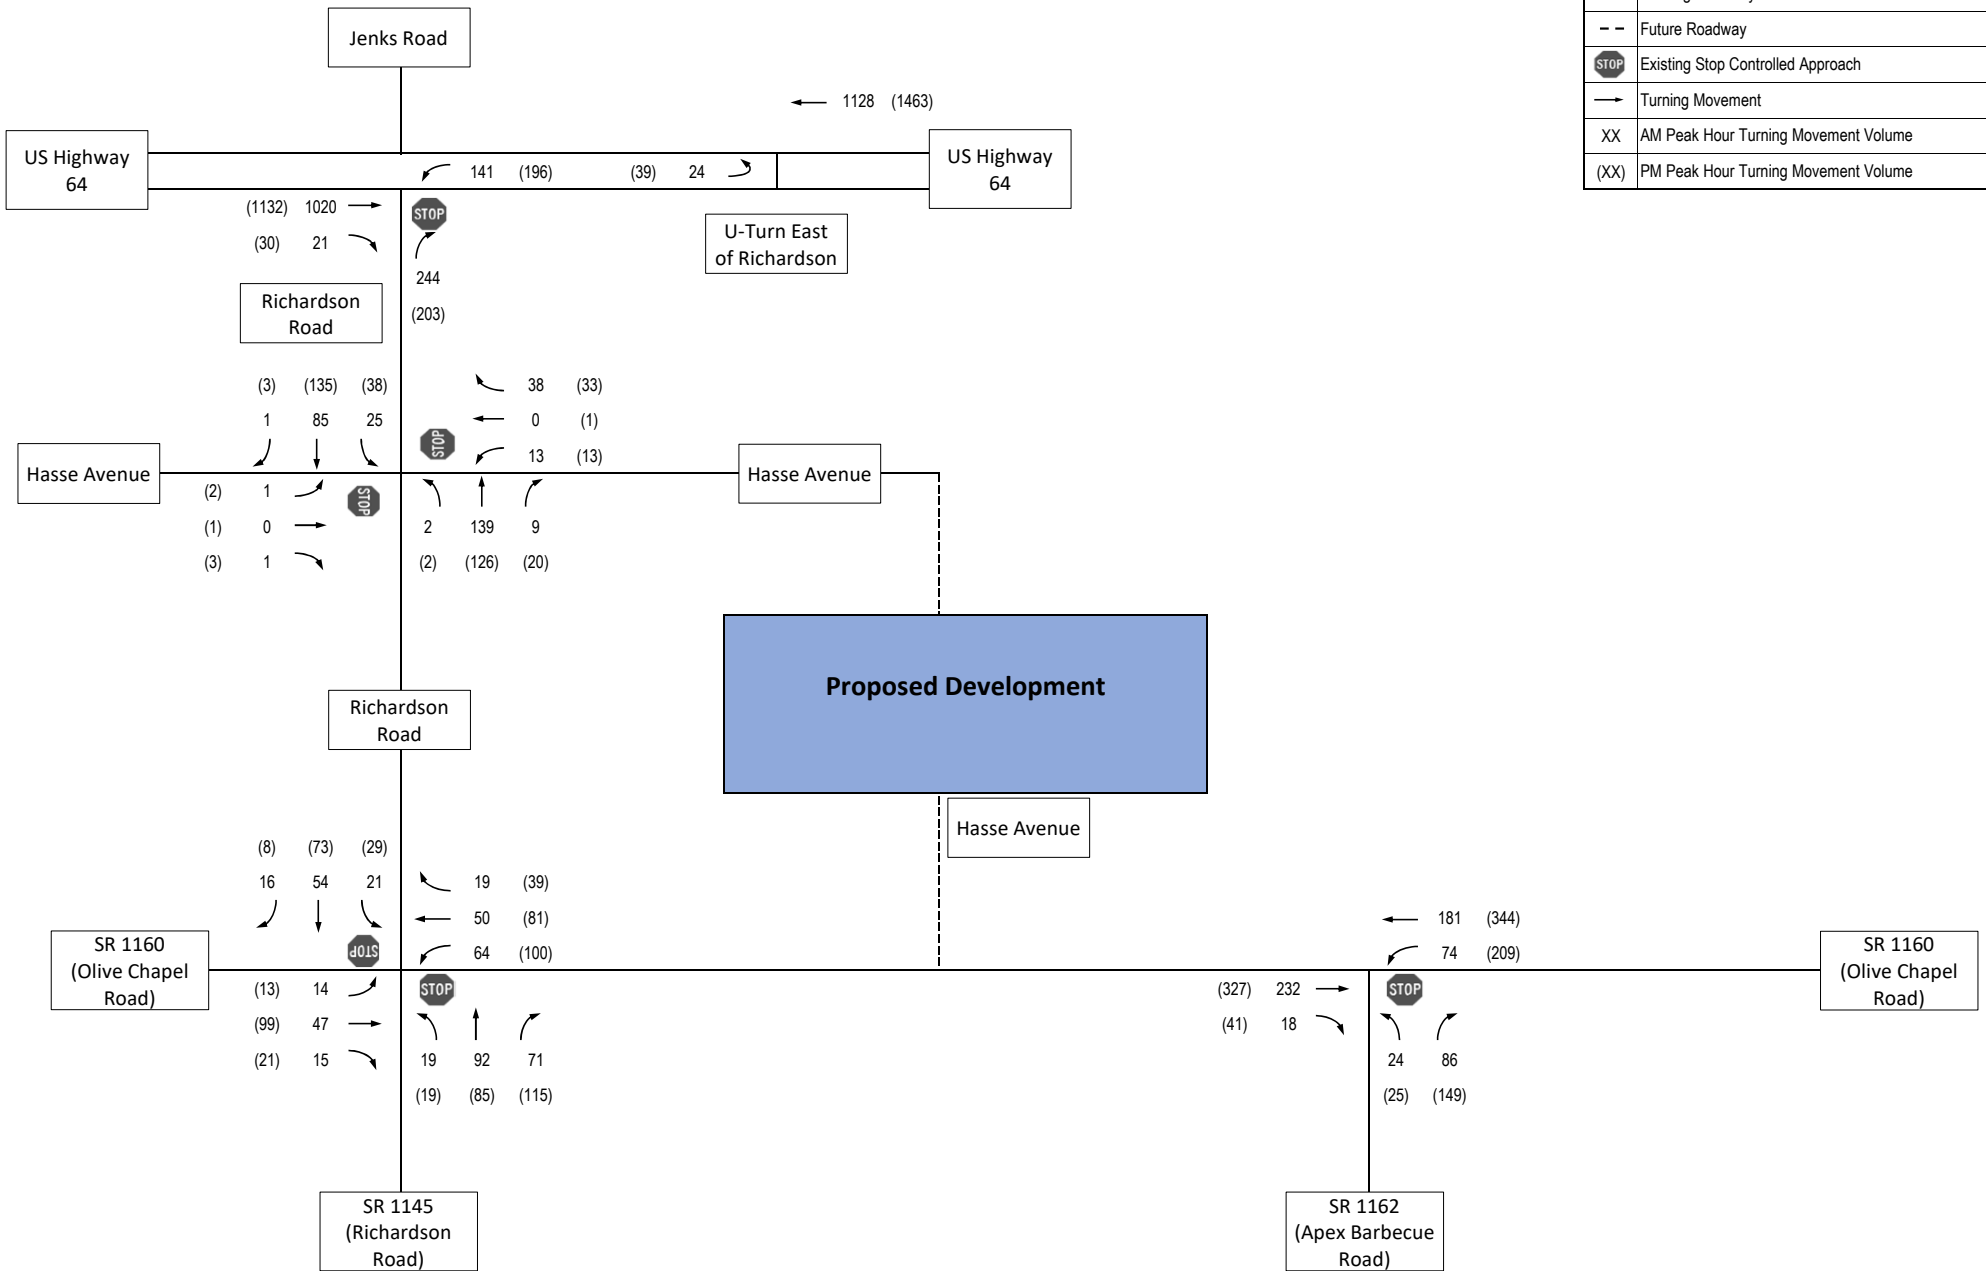 Jenks Road
-- Future Roadway
STOP Existing Stop Controlled Approach
Turning Movement
XX AM Peak Hour Turning Movement Volume
(XX) PM Peak Hour Turning Movement Volume
1128 (1463)
US Highway
64
141 (196) (39) 24
US Highway
64
(1132) 1020
STOP
(30) 21
U-Turn East
of Richardson
244
(203)
Richardson
Road
(3) (135) (38) 38 (33)
1 85 25 0 (1)
STOP
13 (13)
Hasse Avenue
Hasse Avenue
(2) 1
STOP
(1) 0 2 139 9
(3) 1 (2) (126) (20)
Proposed Development
Richardson
Road
Hasse Avenue
(8) (73) (29)
16 54 21 19 (39)
50 (81) 181 (344)
STOP
64 (100) 74 (209)
SR 1160
(Olive Chapel
Road)
SR 1160
(Olive Chapel
Road)
(13) 14 STOP (327) 232 STOP
(99) 47 (41) 18
(21) 15 19 92 71 24 86
(19) (85) (115) (25) (149)
SR 1145
(Richardson
Road)
SR 1162
(Apex Barbecue
Road)